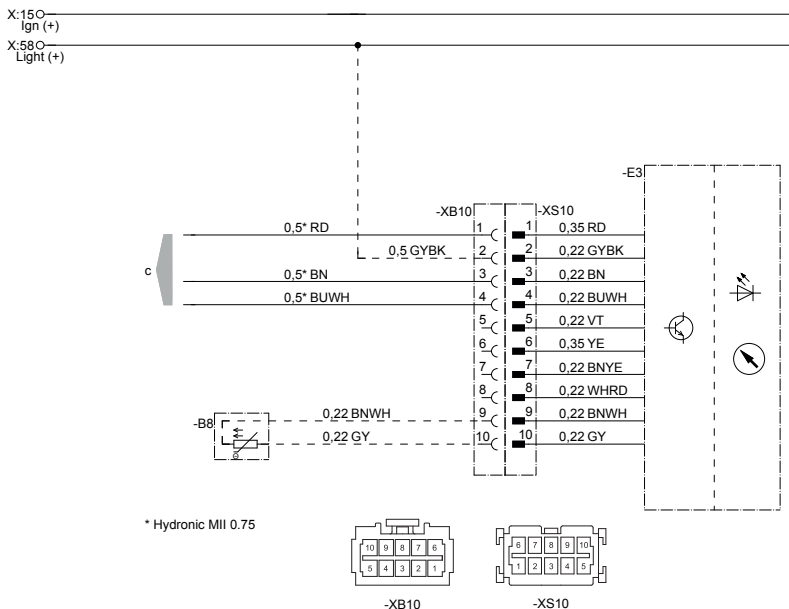 X:15
Ign (+)
X:58
Light (+)
-E3
-XB10
-XS10
0,5* RD
1
1
0,35 RD
0,5 GYBK
2
2
0,22 GYBK
c
0,5* BN
3
3
0,22 BN
0,5* BUWH
4
4
0,22 BUWH
5
5
0,22 VT
6
6
0,35 YE
7
7
0,22 BNYE
8
8
0,22 WHRD
-B8
0,22 BNWH
9
9
0,22 BNWH
0,22 GY
10
10
0,22 GY
* Hydronic MII 0.75
10 9 8 7 6
5 4 3 2 1
-XB10
6 7 8 9 10
1 2 3 4 5
-XS10